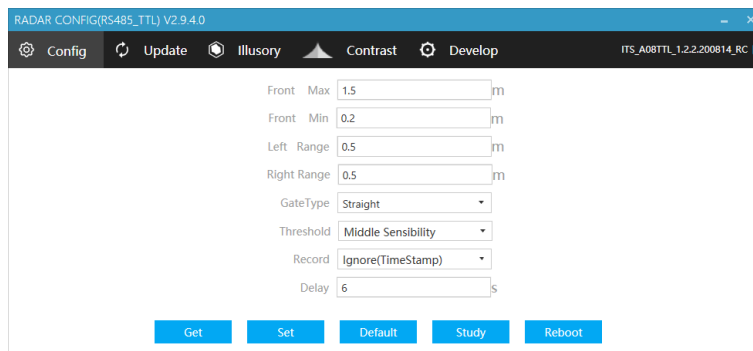 RADAR CONFIG(RS485_TTL) V2.9.4.0
Config Update Illusory Contrast Develop ITS_A08TTL_1.2.2.200814_RC
Front Max 1.5 m
Front Min 0.2 m
Left Range 0.5 m
Right Range 0.5 m
GateType Straight
Threshold Middle Sensibility
Record Ignore(TimeStamp)
Delay 6 s
Get Set Default Study Reboot